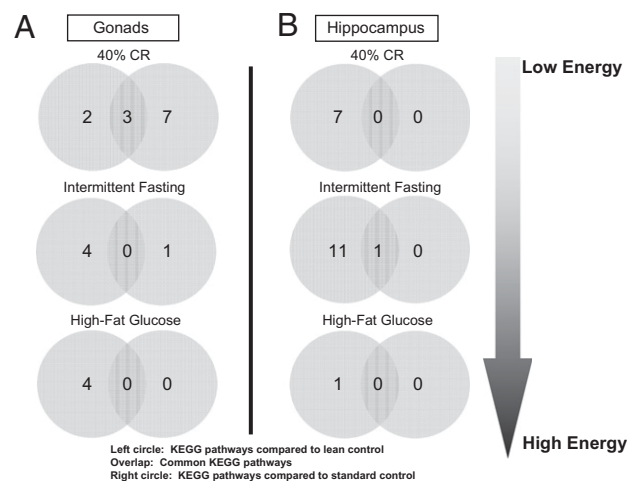 A
Gonads
40% CR
2 3 7
Intermittent Fasting
4 0 1
High-Fat Glucose
4 0 0
B
Hippocampus
40% CR
7 0 0
Intermittent Fasting
11 1 0
High-Fat Glucose
1 0 0
Low Energy
High Energy
Left circle: KEGG pathways compared to lean control
Overlap: Common KEGG pathways
Right circle: KEGG pathways compared to standard control